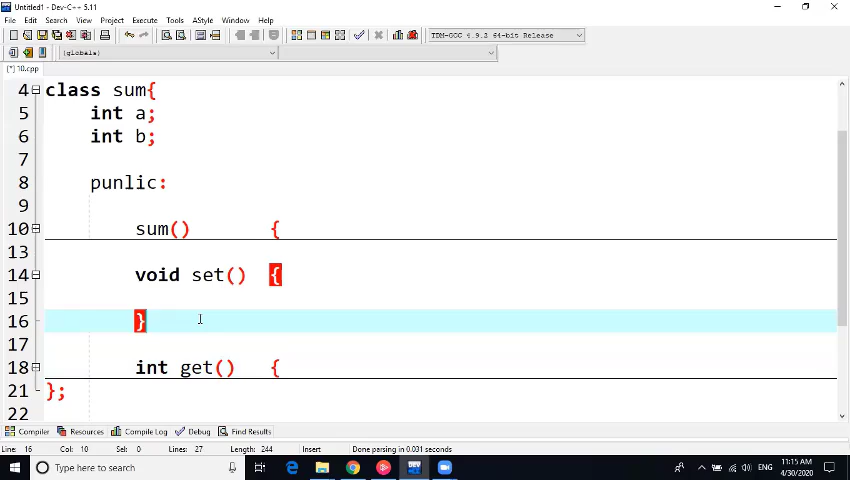 Untitled1 - Dev-C++ 5.11
File Edit Search View Project Execute Tools AStyle Window Help
TDM-GCC 4.9.2 64-bit Release
(globals)
[*] 10.cpp
4 class sum{
5 int a;
6 int b;
7
8 punlic:
9
10 sum() {
13
14 void set() {
15
16 }
17
18 int get() {
21 };
22
Compiler Resources Compile Log Debug Find Results
Line: 16 Col: 10 Sel: 0 Lines: 27 Length: 244 Insert Done parsing in 0.031 seconds
Type here to search
DEV
ENG
11:15 AM
4/30/2020